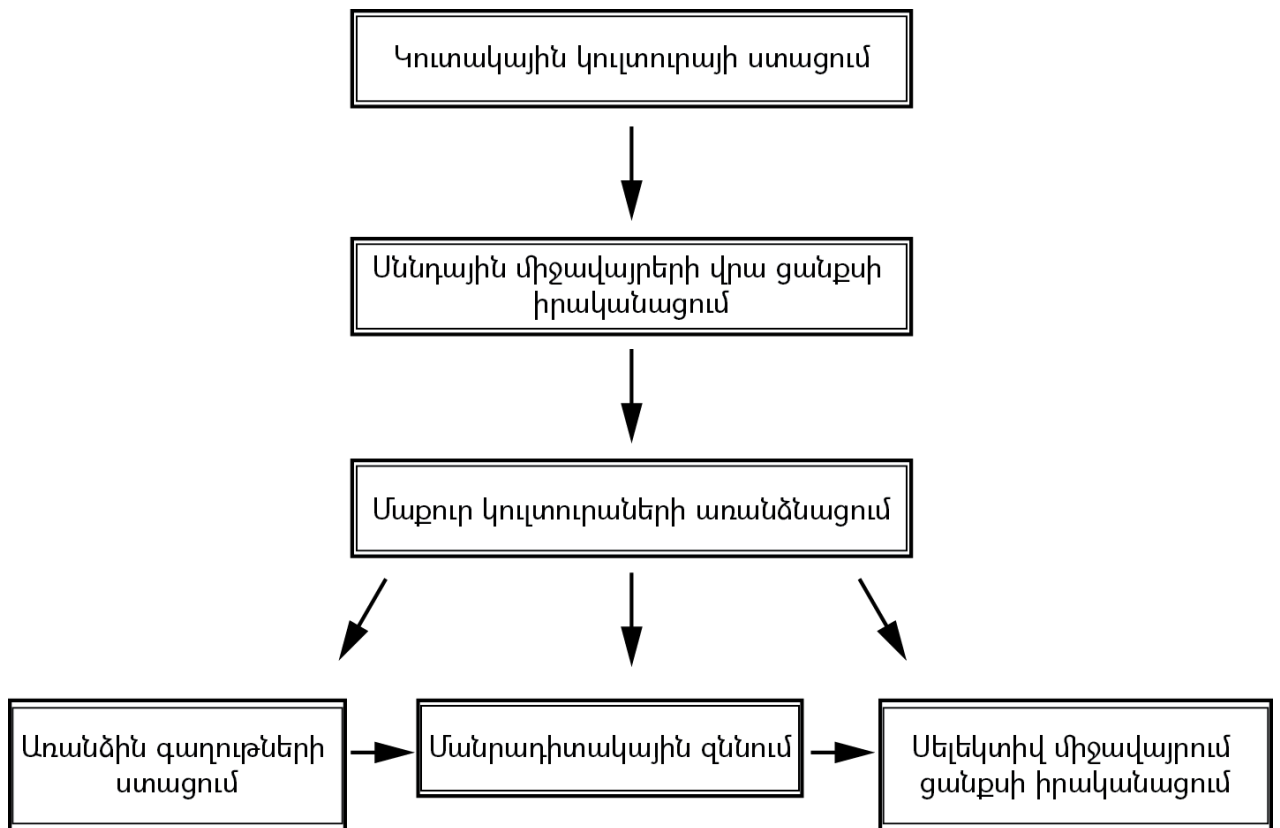 Կուտակային կուլտուրայի ստացում
Սննդային միջավայրերի վրա ցանքսի
իրականացում
Մաքուր կուլտուրաների առանձնացում
Առանձին գաղութների
ստացում
Մանրադիտակային զննում
Սելեկտիվ միջավայրում
ցանքսի իրականացում